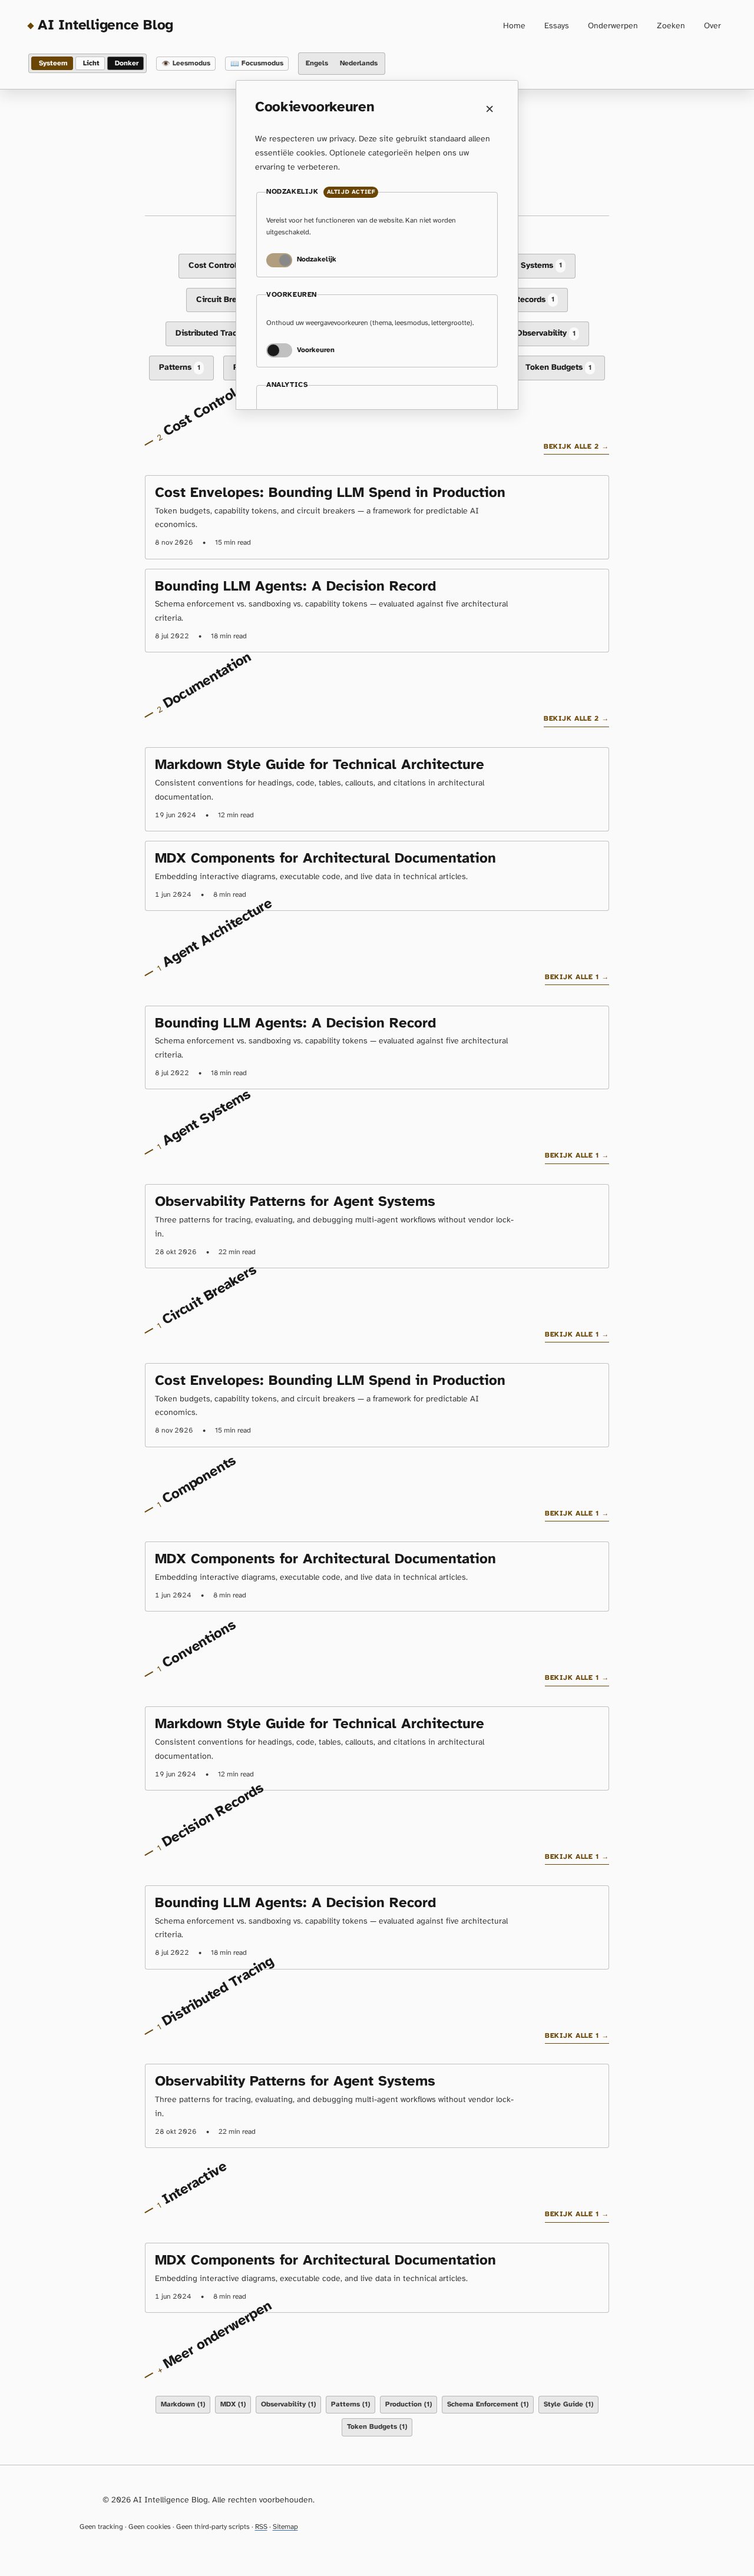 ◆ AI Intelligence Blog
Home Essays Onderwerpen Zoeken Over
Systeem Licht Donker 👁 Leesmodus 📖 Focusmodus Engels Nederlands
Cookievoorkeuren ✕
We respecteren uw privacy. Deze site gebruikt standaard alleen
essentiële cookies. Optionele categorieën helpen ons uw
ervaring te verbeteren.
NODZAKELIJK ALTIJD ACTIEF
Vereist voor het functioneren van de website. Kan niet worden
uitgeschakeld.
Nodzakelijk
VOORKEUREN
Onthoud uw weergavevoorkeuren (thema, leesmodus, lettergrootte).
Voorkeuren
ANALYTICS
Cost Control Systems 1
Circuit Bre Records 1
Distributed Trac Observability 1
Patterns 1 Token Budgets 1
2 Cost Control
BEKIJK ALLE 2 →
Cost Envelopes: Bounding LLM Spend in Production
Token budgets, capability tokens, and circuit breakers — a framework for predictable AI
economics.
8 nov 2026 • 15 min read
Bounding LLM Agents: A Decision Record
Schema enforcement vs. sandboxing vs. capability tokens — evaluated against five architectural
criteria.
8 jul 2022 • 18 min read
2 Documentation
BEKIJK ALLE 2 →
Markdown Style Guide for Technical Architecture
Consistent conventions for headings, code, tables, callouts, and citations in architectural
documentation.
19 jun 2024 • 12 min read
MDX Components for Architectural Documentation
Embedding interactive diagrams, executable code, and live data in technical articles.
1 jun 2024 • 8 min read
1 Agent Architecture
BEKIJK ALLE 1 →
Bounding LLM Agents: A Decision Record
Schema enforcement vs. sandboxing vs. capability tokens — evaluated against five architectural
criteria.
8 jul 2022 • 18 min read
1 Agent Systems
BEKIJK ALLE 1 →
Observability Patterns for Agent Systems
Three patterns for tracing, evaluating, and debugging multi-agent workflows without vendor lock-
in.
28 okt 2026 • 22 min read
1 Circuit Breakers
BEKIJK ALLE 1 →
Cost Envelopes: Bounding LLM Spend in Production
Token budgets, capability tokens, and circuit breakers — a framework for predictable AI
economics.
8 nov 2026 • 15 min read
1 Components
BEKIJK ALLE 1 →
MDX Components for Architectural Documentation
Embedding interactive diagrams, executable code, and live data in technical articles.
1 jun 2024 • 8 min read
1 Conventions
BEKIJK ALLE 1 →
Markdown Style Guide for Technical Architecture
Consistent conventions for headings, code, tables, callouts, and citations in architectural
documentation.
19 jun 2024 • 12 min read
1 Decision Records
BEKIJK ALLE 1 →
Bounding LLM Agents: A Decision Record
Schema enforcement vs. sandboxing vs. capability tokens — evaluated against five architectural
criteria.
8 jul 2022 • 18 min read
1 Distributed Tracing
BEKIJK ALLE 1 →
Observability Patterns for Agent Systems
Three patterns for tracing, evaluating, and debugging multi-agent workflows without vendor lock-
in.
28 okt 2026 • 22 min read
1 Interactive
BEKIJK ALLE 1 →
MDX Components for Architectural Documentation
Embedding interactive diagrams, executable code, and live data in technical articles.
1 jun 2024 • 8 min read
+ Meer onderwerpen
Markdown (1) MDX (1) Observability (1) Patterns (1) Production (1) Schema Enforcement (1) Style Guide (1)
Token Budgets (1)
© 2026 AI Intelligence Blog. Alle rechten voorbehouden.
Geen tracking · Geen cookies · Geen third-party scripts · RSS · Sitemap